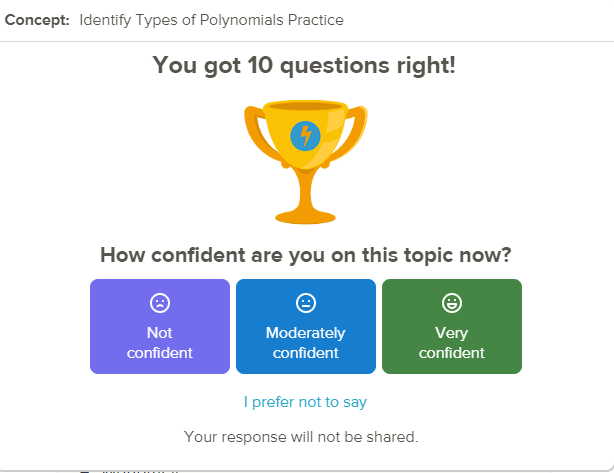 Concept: Identify Types of Polynomials Practice
You got 10 questions right!
How confident are you on this topic now?
Not
confident
Moderately
confident
Very
confident
I prefer not to say
Your response will not be shared.